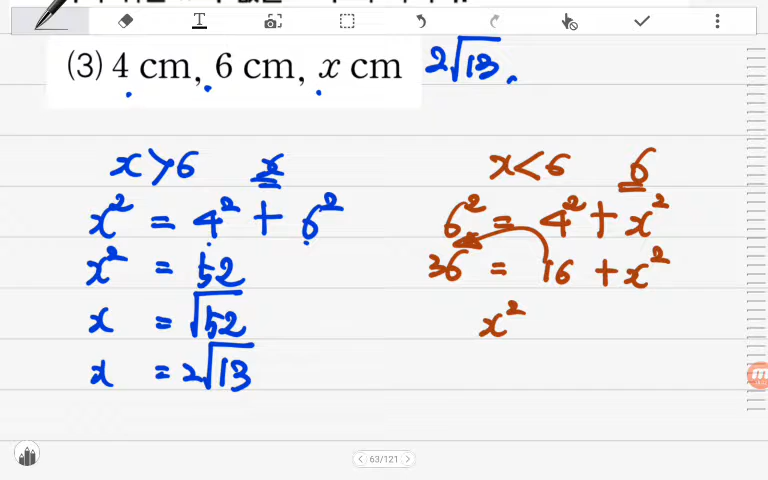 (3) 4 cm, 6 cm, x cm 2√13.
x>6 x
x² = 4² + 6²
x² = 52
x = √52
x = 2√13
x<6 6
6² = 4² + x²
36 = 16 + x²
x²
63/121